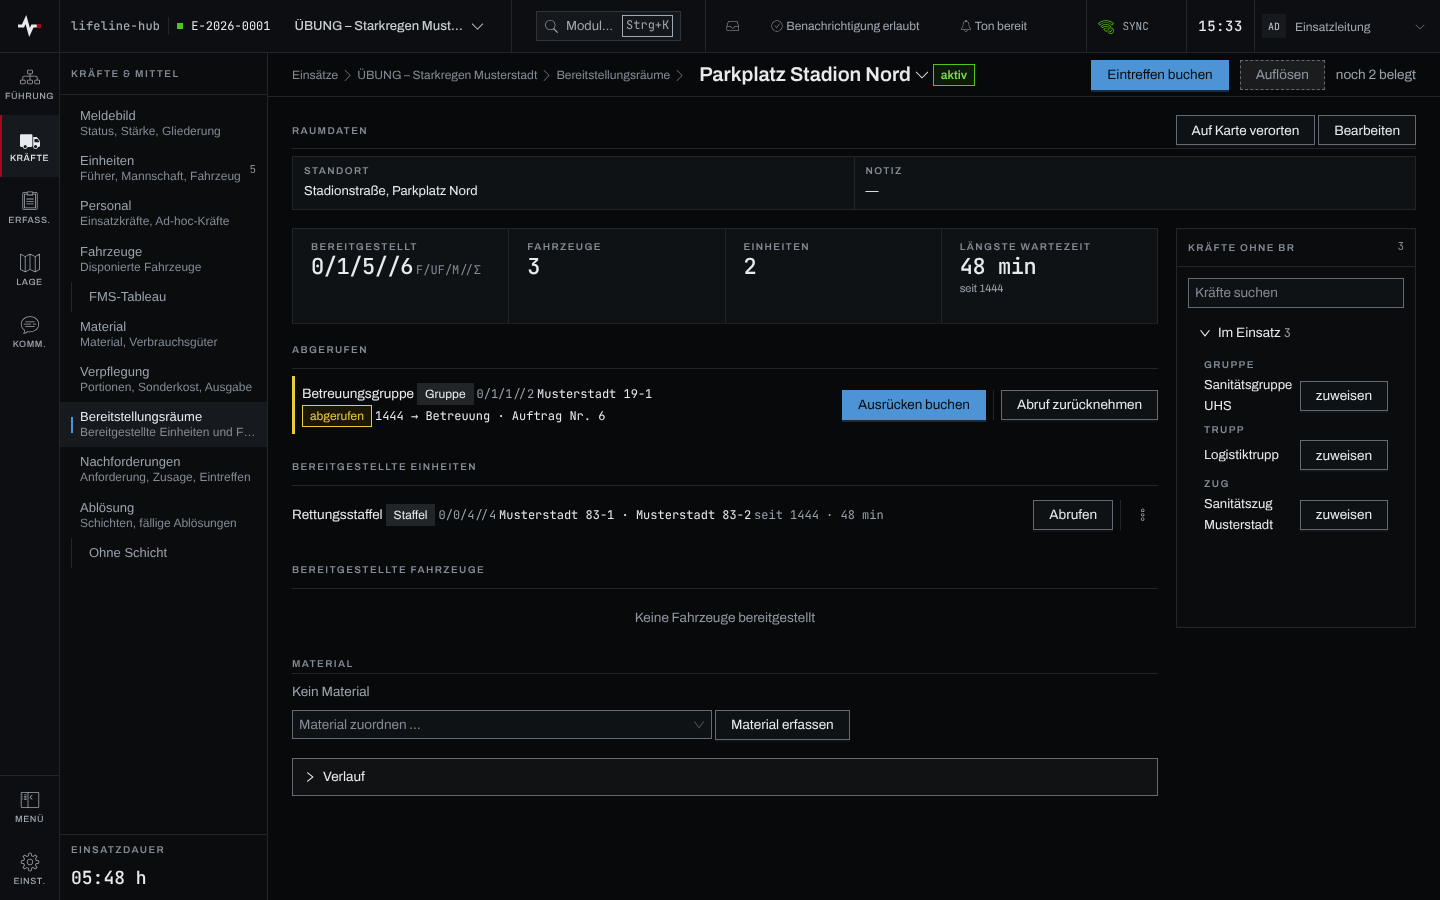 lifeline-hub
E-2026-0001
ÜBUNG – Starkregen Must...
Modul...
Strg+K
Benachrichtigung erlaubt
Ton bereit
SYNC
15:33
AD
Einsatzleitung
FÜHRUNG
KRÄFTE
ERFASS.
LAGE
KOMM.
MENÜ
EINST.
KRÄFTE & MITTEL
Meldebild
Status, Stärke, Gliederung
Einheiten
Führer, Mannschaft, Fahrzeug
5
Personal
Einsatzkräfte, Ad-hoc-Kräfte
Fahrzeuge
Disponierte Fahrzeuge
FMS-Tableau
Material
Material, Verbrauchsgüter
Verpflegung
Portionen, Sonderkost, Ausgabe
Bereitstellungsräume
Bereitgestellte Einheiten und F...
Nachforderungen
Anforderung, Zusage, Eintreffen
Ablösung
Schichten, fällige Ablösungen
Ohne Schicht
EINSATZDAUER
05:48 h
Einsätze
ÜBUNG – Starkregen Musterstadt
Bereitstellungsräume
Parkplatz Stadion Nord
aktiv
Eintreffen buchen
Auflösen
noch 2 belegt
RAUMDATEN
Auf Karte verorten
Bearbeiten
STANDORT
Stadionstraße, Parkplatz Nord
NOTIZ
—
BEREITGESTELLT
0/1/5//6 F/UF/M//Σ
FAHRZEUGE
3
EINHEITEN
2
LÄNGSTE WARTEZEIT
48 min
seit 1444
ABGERUFEN
Betreuungsgruppe Gruppe 0/1/1//2 Musterstadt 19-1
abgerufen 1444 → Betreuung · Auftrag Nr. 6
Ausrücken buchen
Abruf zurücknehmen
BEREITGESTELLTE EINHEITEN
Rettungsstaffel Staffel 0/0/4//4 Musterstadt 83-1 · Musterstadt 83-2 seit 1444 · 48 min
Abrufen
BEREITGESTELLTE FAHRZEUGE
Keine Fahrzeuge bereitgestellt
MATERIAL
Kein Material
Material zuordnen ...
Material erfassen
Verlauf
KRÄFTE OHNE BR
3
Kräfte suchen
Im Einsatz 3
GRUPPE
Sanitätsgruppe
UHS
zuweisen
TRUPP
Logistiktrupp
zuweisen
ZUG
Sanitätszug
Musterstadt
zuweisen